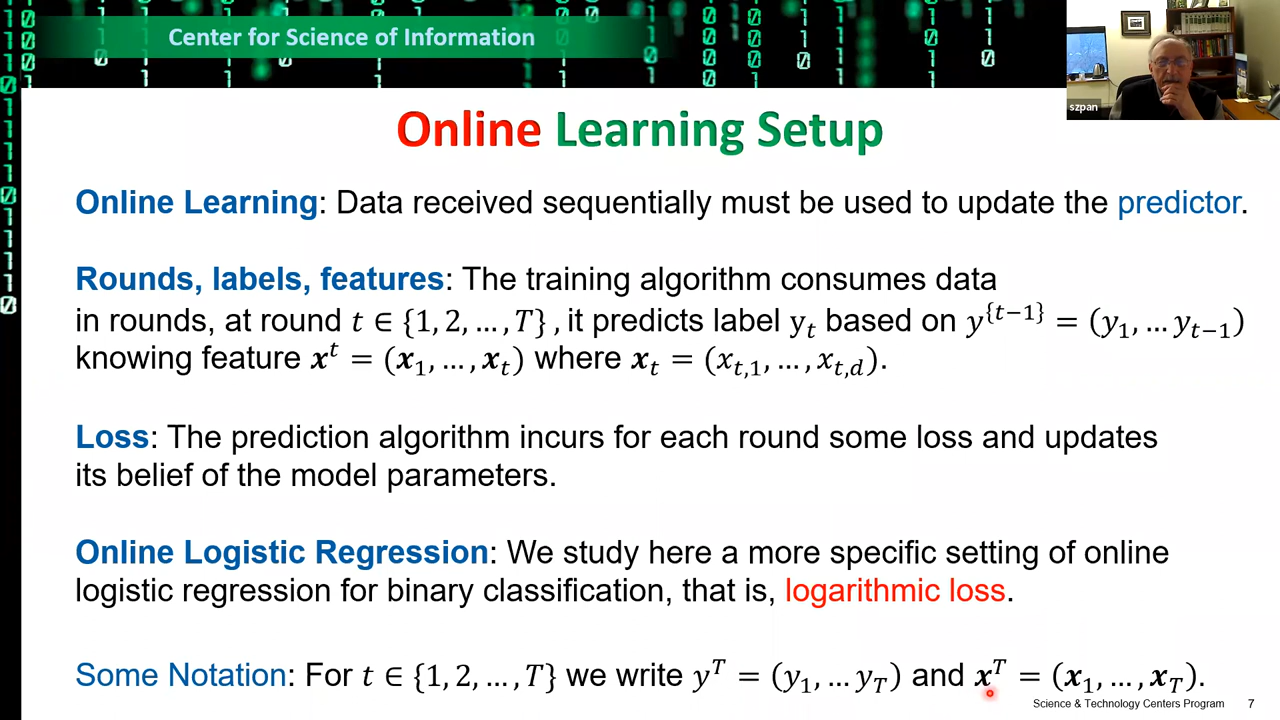 Center for Science of Information
szpan
Online Learning Setup
Online Learning: Data received sequentially must be used to update the predictor.
Rounds, labels, features: The training algorithm consumes data
in rounds, at round t ∈ {1, 2, … , T} , it predicts label y_t based on y^{t−1} = (y_1, … y_{t−1})
knowing feature x^t = (x_1, … , x_t) where x_t = (x_{t,1}, … , x_{t,d}).
Loss: The prediction algorithm incurs for each round some loss and updates
its belief of the model parameters.
Online Logistic Regression: We study here a more specific setting of online
logistic regression for binary classification, that is, logarithmic loss.
Some Notation: For t ∈ {1, 2, … , T} we write y^T = (y_1, … y_T) and x^T = (x_1, … , x_T).
Science & Technology Centers Program 7